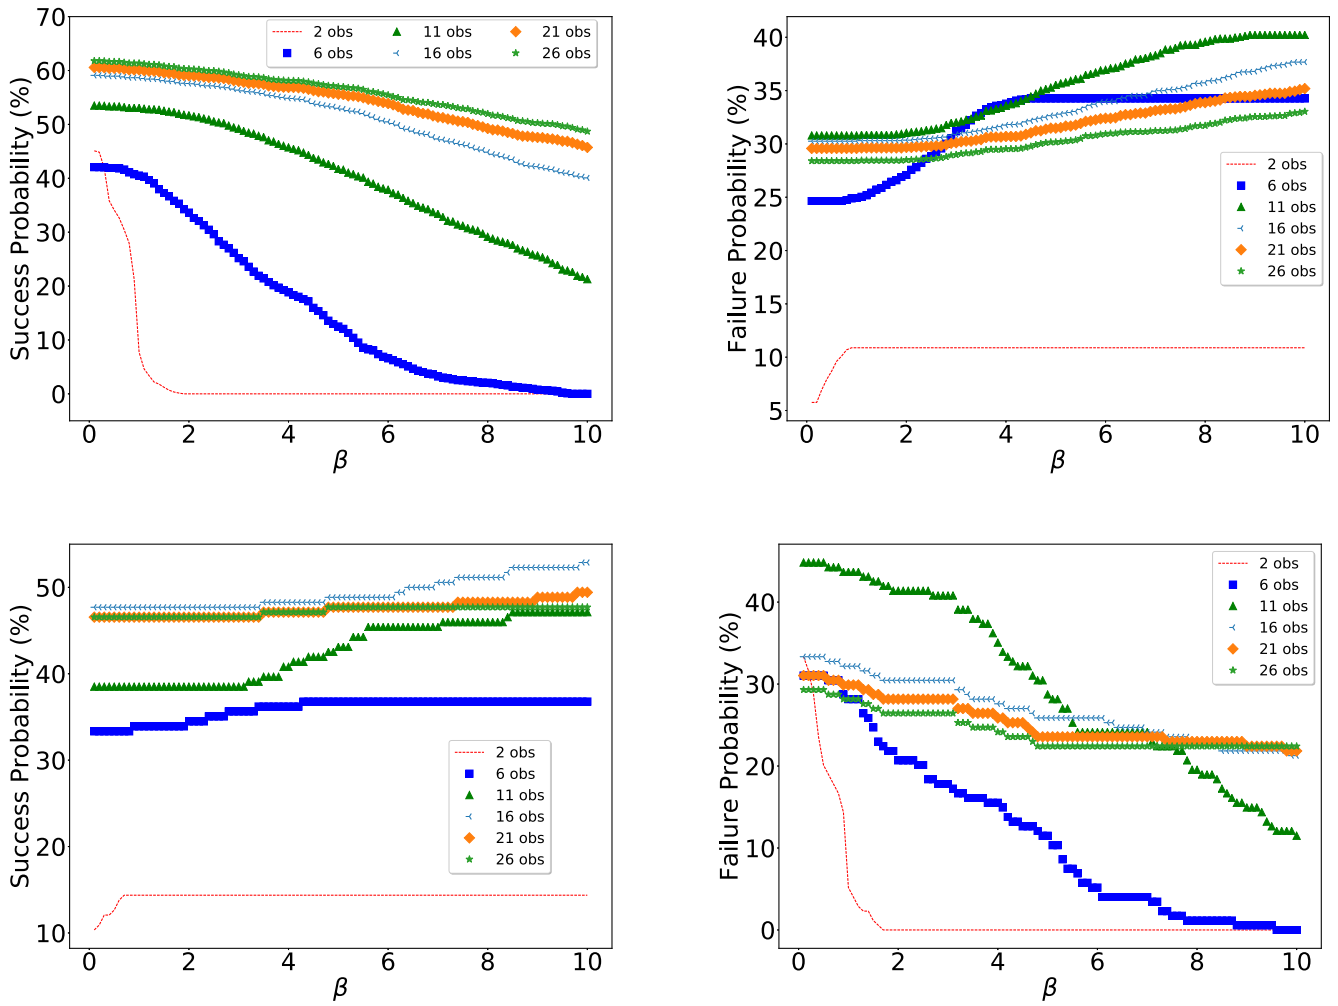 Success Probability (%)
70
60
50
40
30
20
10
0
2 obs
6 obs
11 obs
16 obs
21 obs
26 obs
0 2 4 6 8 10
β
Failure Probability (%)
40
35
30
25
20
15
10
5
2 obs
6 obs
11 obs
16 obs
21 obs
26 obs
0 2 4 6 8 10
β
Success Probability (%)
50
40
30
20
10
2 obs
6 obs
11 obs
16 obs
21 obs
26 obs
0 2 4 6 8 10
β
Failure Probability (%)
40
30
20
10
0
2 obs
6 obs
11 obs
16 obs
21 obs
26 obs
0 2 4 6 8 10
β